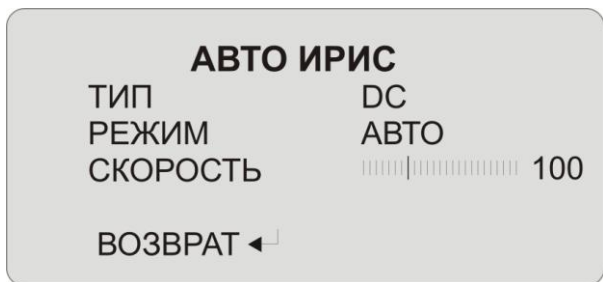 АВТО ИРИС
ТИП DC
РЕЖИМ АВТО
СКОРОСТЬ 100
ВОЗВРАТ